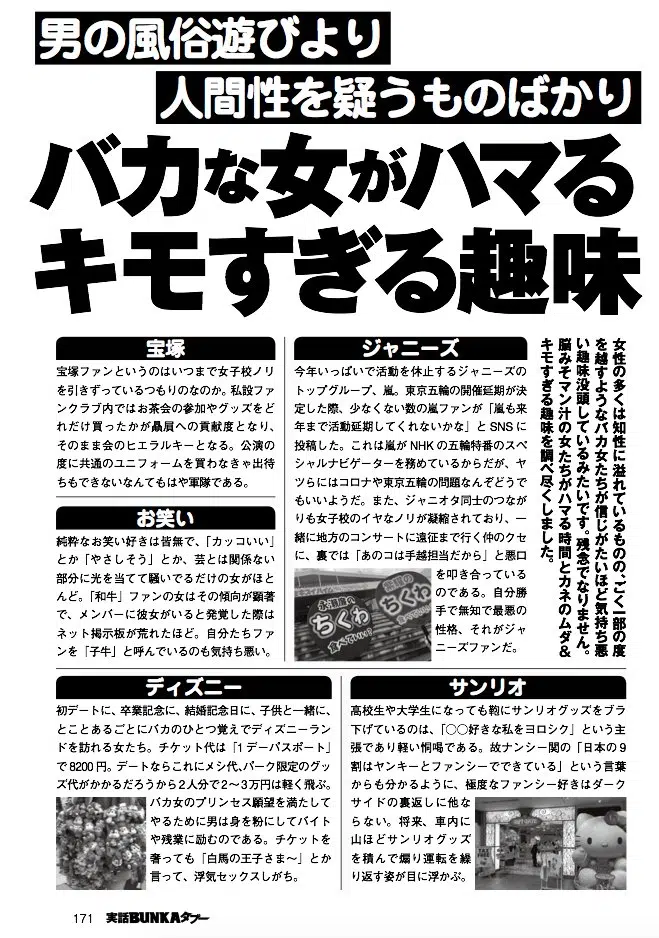 男の風俗遊びより
人間性を疑うものばかり
バカな女がハマる
キモすぎる趣味
女性の多くは知性に溢れているものの、ごく一部の度
を越すようなバカ女たちが信じがたいほど気持ち悪
い趣味没頭しているみたいです。残念でなりません。
脳みそマン汁の女たちがハマる時間とカネのムダ&
キモすぎる趣味を調べ尽くしました。
ジャニーズ
今年いっぱいで活動を休止するジャニーズの
トップグループ、嵐。東京五輪の開催延期が決
定した際、少なくない数の嵐ファンが「嵐も来
年まで活動延期してくれないかな」とSNSに
投稿した。これは嵐がNHKの五輪特番のスペ
シャルナビゲーターを務めているからだが、ヤ
ツらにはコロナや東京五輪の問題なんぞどうで
もいいようだ。また、ジャニオタ同士のつなが
りも女子校のイヤなノリが凝縮されており、一
緒に地方のコンサートに遠征まで行く仲のクセ
に、裏では「あのコは手越担当だから」と悪口
を叩き合っている
のである。自分勝
手で無知で最悪の
性格、それがジャ
ニーズファンだ。
永瀬廉の
ちくわ
食べていい?
ちくわ
食べていい?
宝塚
宝塚ファンというのはいつまで女子校ノリ
を引きずっているつもりのなのか。私設ファ
ンクラブ内ではお茶会の参加やグッズをど
れだけ買ったかが贔屓への貢献度となり、
そのまま会のヒエラルキーとなる。公演の
度に共通のユニフォームを買わなきゃ出待
ちもできないなんてもはや軍隊である。
お笑い
純粋なお笑い好きは皆無で、「カッコいい」
とか「やさしそう」とか、芸とは関係ない
部分に光を当てて騒いでるだけの女がほと
んど。「和牛」ファンの女はその傾向が顕著
で、メンバーに彼女がいると発覚した際は
ネット掲示板が荒れたほど。自分たちファ
ンを「子牛」と呼んでいるのも気持ち悪い。
サンリオ
高校生や大学生になっても鞄にサンリオグッズをブラ
下げているのは、「○○好きな私をヨロシク」という主
張であり軽い恫喝である。故ナンシー関の「日本の9
割はヤンキーとファンシーでできている」という言葉
からも分かるように、極度なファンシー好きはダーク
サイドの裏返しに他な
らない。将来、車内に
山ほどサンリオグッズ
を積んで煽り運転を繰
り返す姿が目に浮かぶ。
TAX
FREE
ディズニー
初デートに、卒業記念に、結婚記念日に、子供と一緒に、
とことあるごとにバカのひとつ覚えでディズニーラン
ドを訪れる女たち。チケット代は「1デーパスポート」
で8200円。デートならこれにメシ代、パーク限定のグッ
ズ代がかかるだろうから2人分で2〜3万円は軽く飛ぶ。
バカ女のプリンセス願望を満たして
やるために男は身を粉にしてバイト
や残業に励むのである。チケットを
奢っても「白馬の王子さま〜」とか
言って、浮気セックスしがち。
171 実話BUNKAタブー